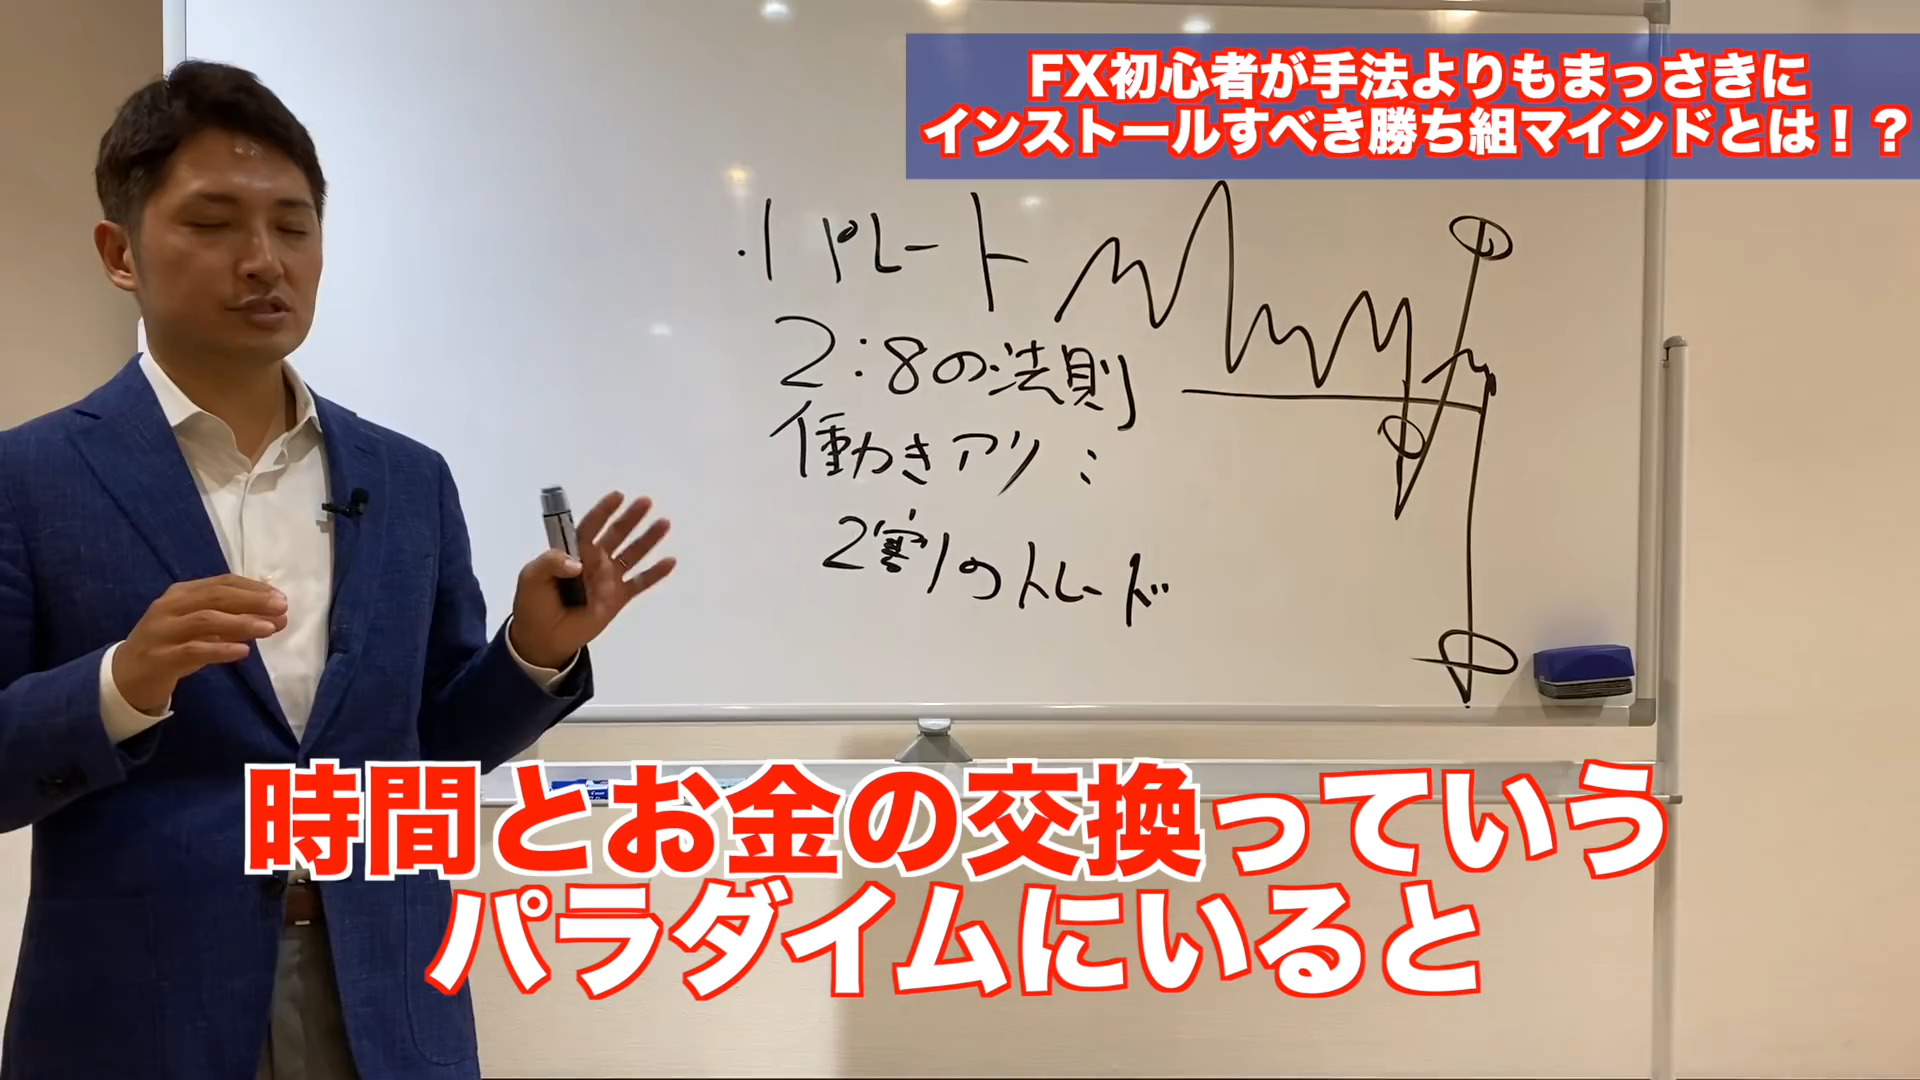 FX初心者が手法よりもまっさきに
インストールすべき勝ち組マインドとは！？
・1 パレート
2:8の法則
働きアリ:
2割のトレード
時間とお金の交換っていう
パラダイムにいると